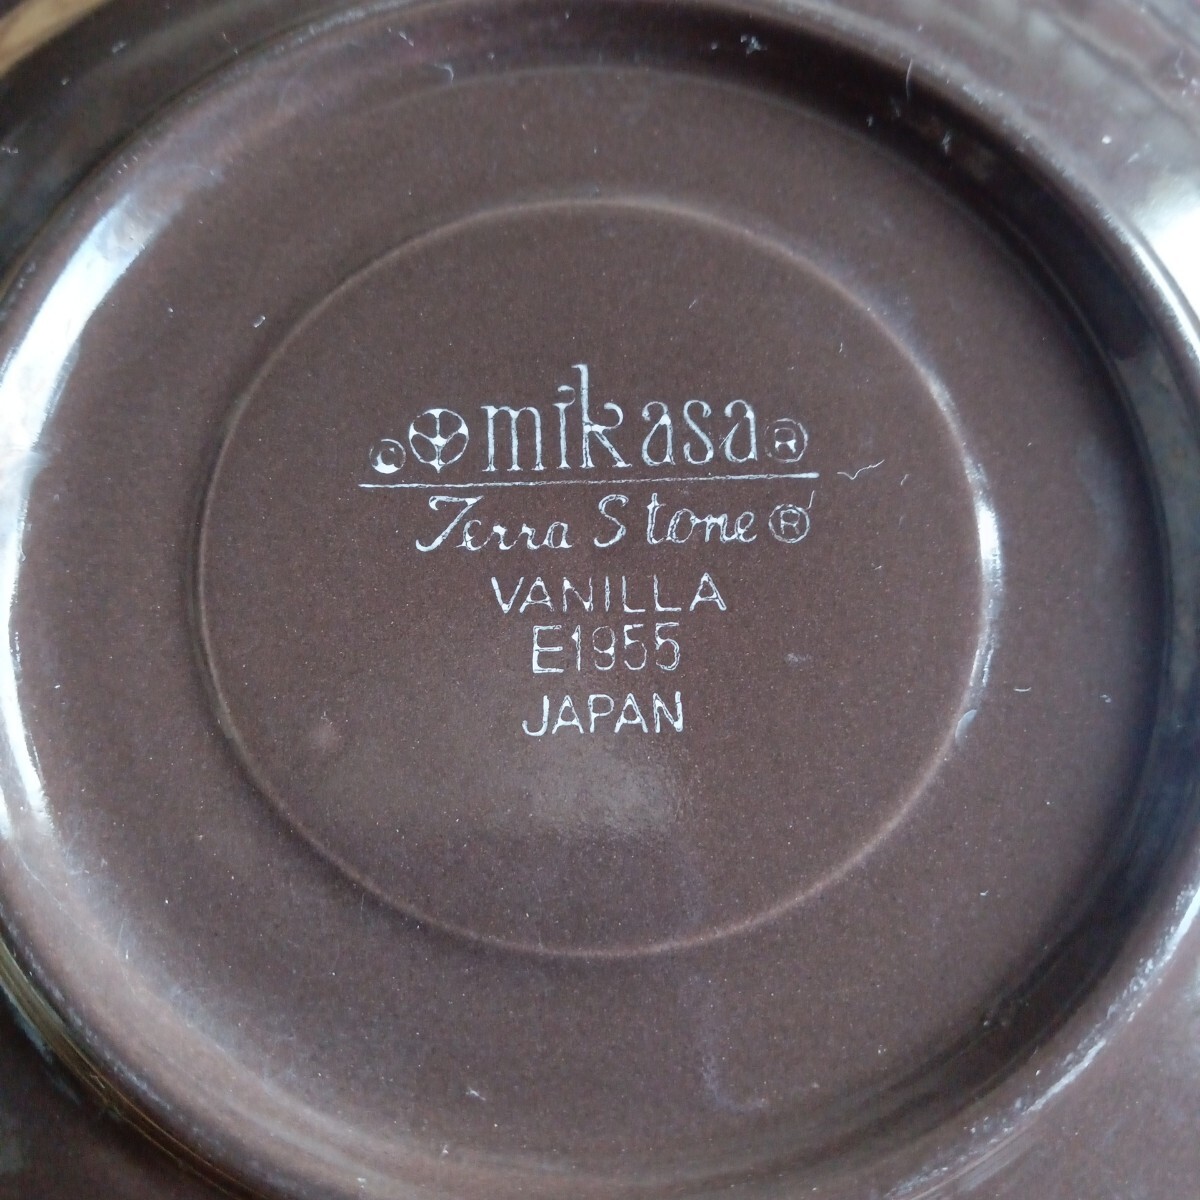 © mikasa ®
Terra Stone ®
VANILLA
E1955
JAPAN